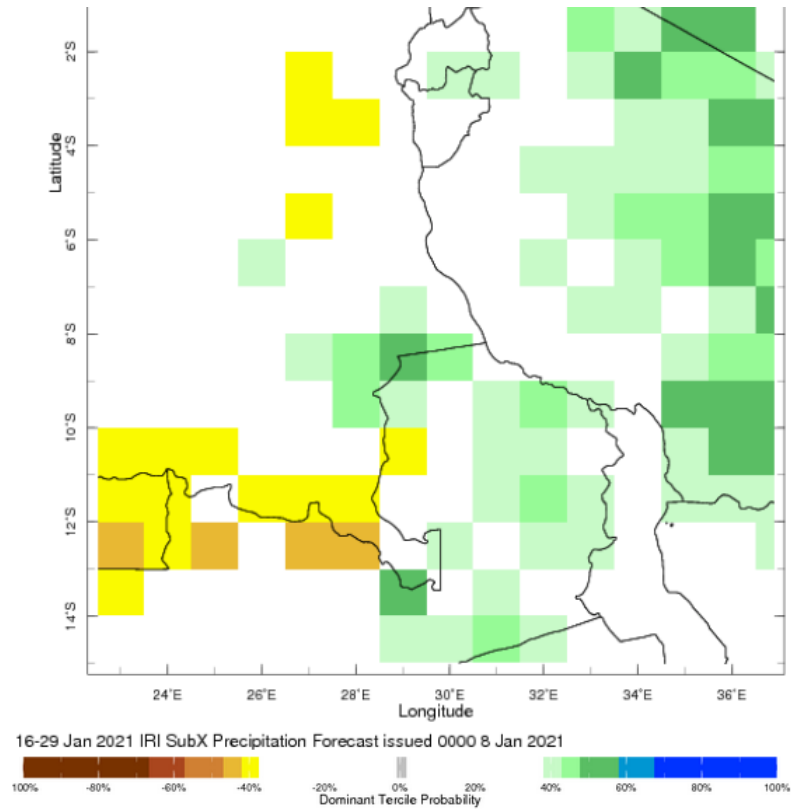 2°S
4°S
6°S
8°S
10°S
12°S
14°S
Latitude
24°E 26°E 28°E 30°E 32°E 34°E 36°E
Longitude
16-29 Jan 2021 IRI SubX Precipitation Forecast issued 0000 8 Jan 2021
100% -80% -60% -40% -20% 0% 20% 40% 60% 80% 100%
Dominant Tercile Probability